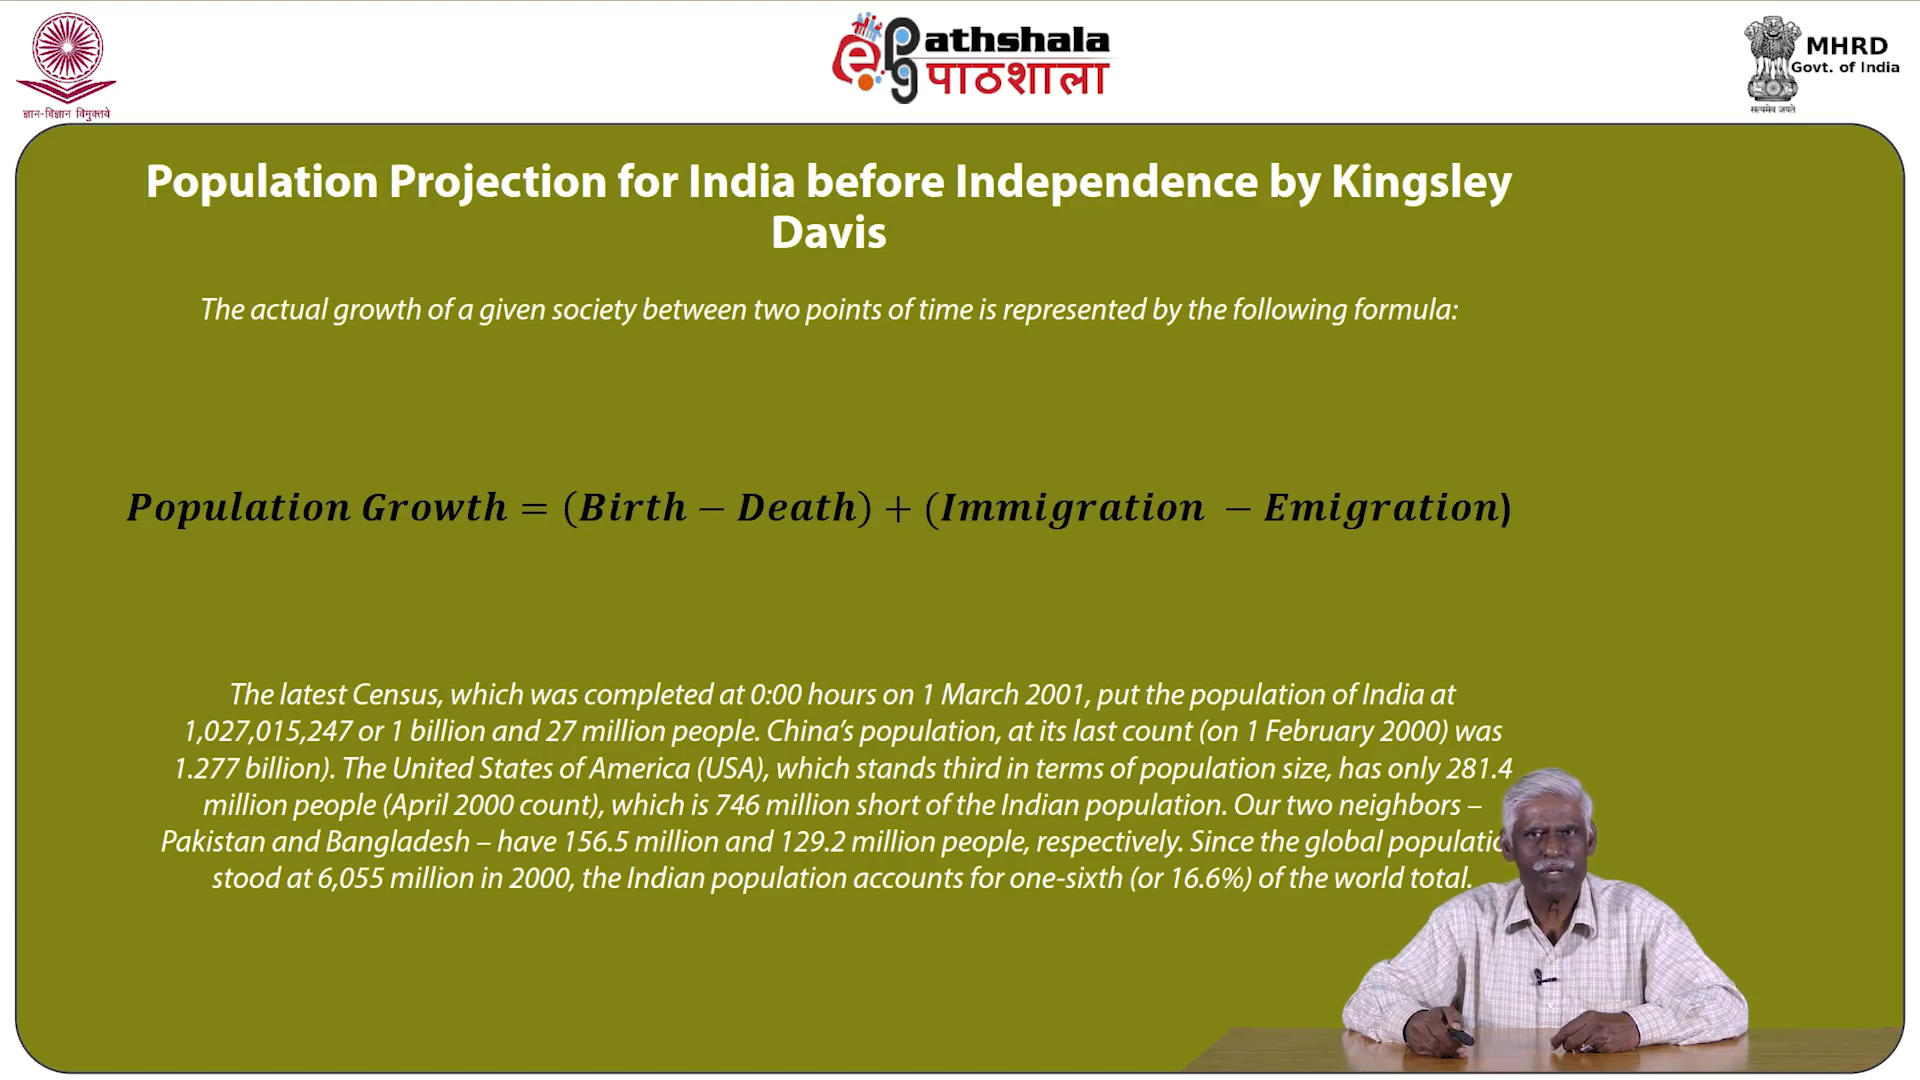 ज्ञान-विज्ञान विमुक्तये
ePathshala
पाठशाला
MHRD
Govt. of India
सत्यमेव जयते
Population Projection for India before Independence by Kingsley
Davis
The actual growth of a given society between two points of time is represented by the following formula:
Population Growth = (Birth − Death) + (Immigration − Emigration)
The latest Census, which was completed at 0:00 hours on 1 March 2001, put the population of India at
1,027,015,247 or 1 billion and 27 million people. China’s population, at its last count (on 1 February 2000) was
1.277 billion). The United States of America (USA), which stands third in terms of population size, has only 281.4
million people (April 2000 count), which is 746 million short of the Indian population. Our two neighbors –
Pakistan and Bangladesh – have 156.5 million and 129.2 million people, respectively. Since the global populatio
stood at 6,055 million in 2000, the Indian population accounts for one-sixth (or 16.6%) of the world total.